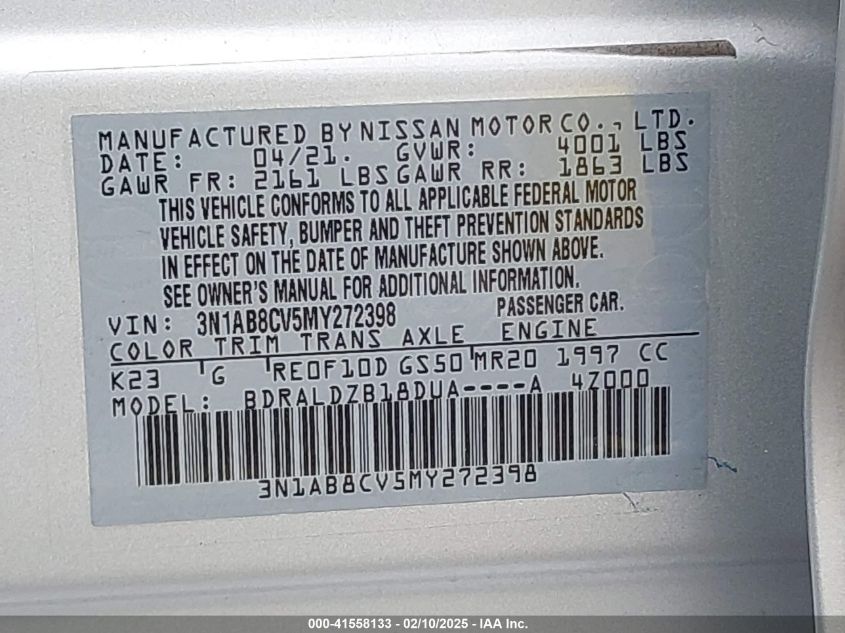 MANUFACTURED BY NISSAN MOTOR CO., LTD.
DATE: 04/21. GVWR: 4001 LBS
GAWR FR: 2161 LBS GAWR RR: 1863 LBS
THIS VEHICLE CONFORMS TO ALL APPLICABLE FEDERAL MOTOR
VEHICLE SAFETY, BUMPER AND THEFT PREVENTION STANDARDS
IN EFFECT ON THE DATE OF MANUFACTURE SHOWN ABOVE.
SEE OWNER'S MANUAL FOR ADDITIONAL INFORMATION.
VIN: 3N1AB8CV5MY272398 PASSENGER CAR.
COLOR TRIM TRANS AXLE ENGINE
K23 G RE0F10D GS50 MR20 1997 CC
MODEL: BDRALDZB18DUA----A 4Z000
3N1AB8CV5MY272398
000-41558133 - 02/10/2025 - IAA Inc.